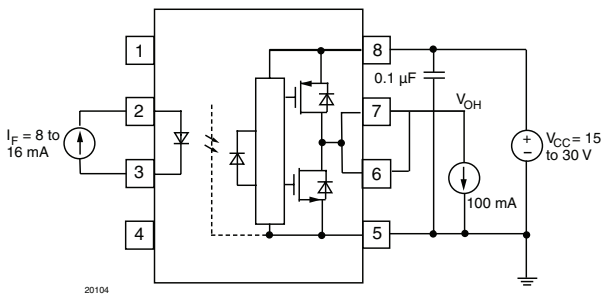 1
8
0.1 μF
2
7
V_OH
I_F = 8 to
16 mA
V_CC = 15
to 30 V
+
−
3
6
100 mA
4
5
20104